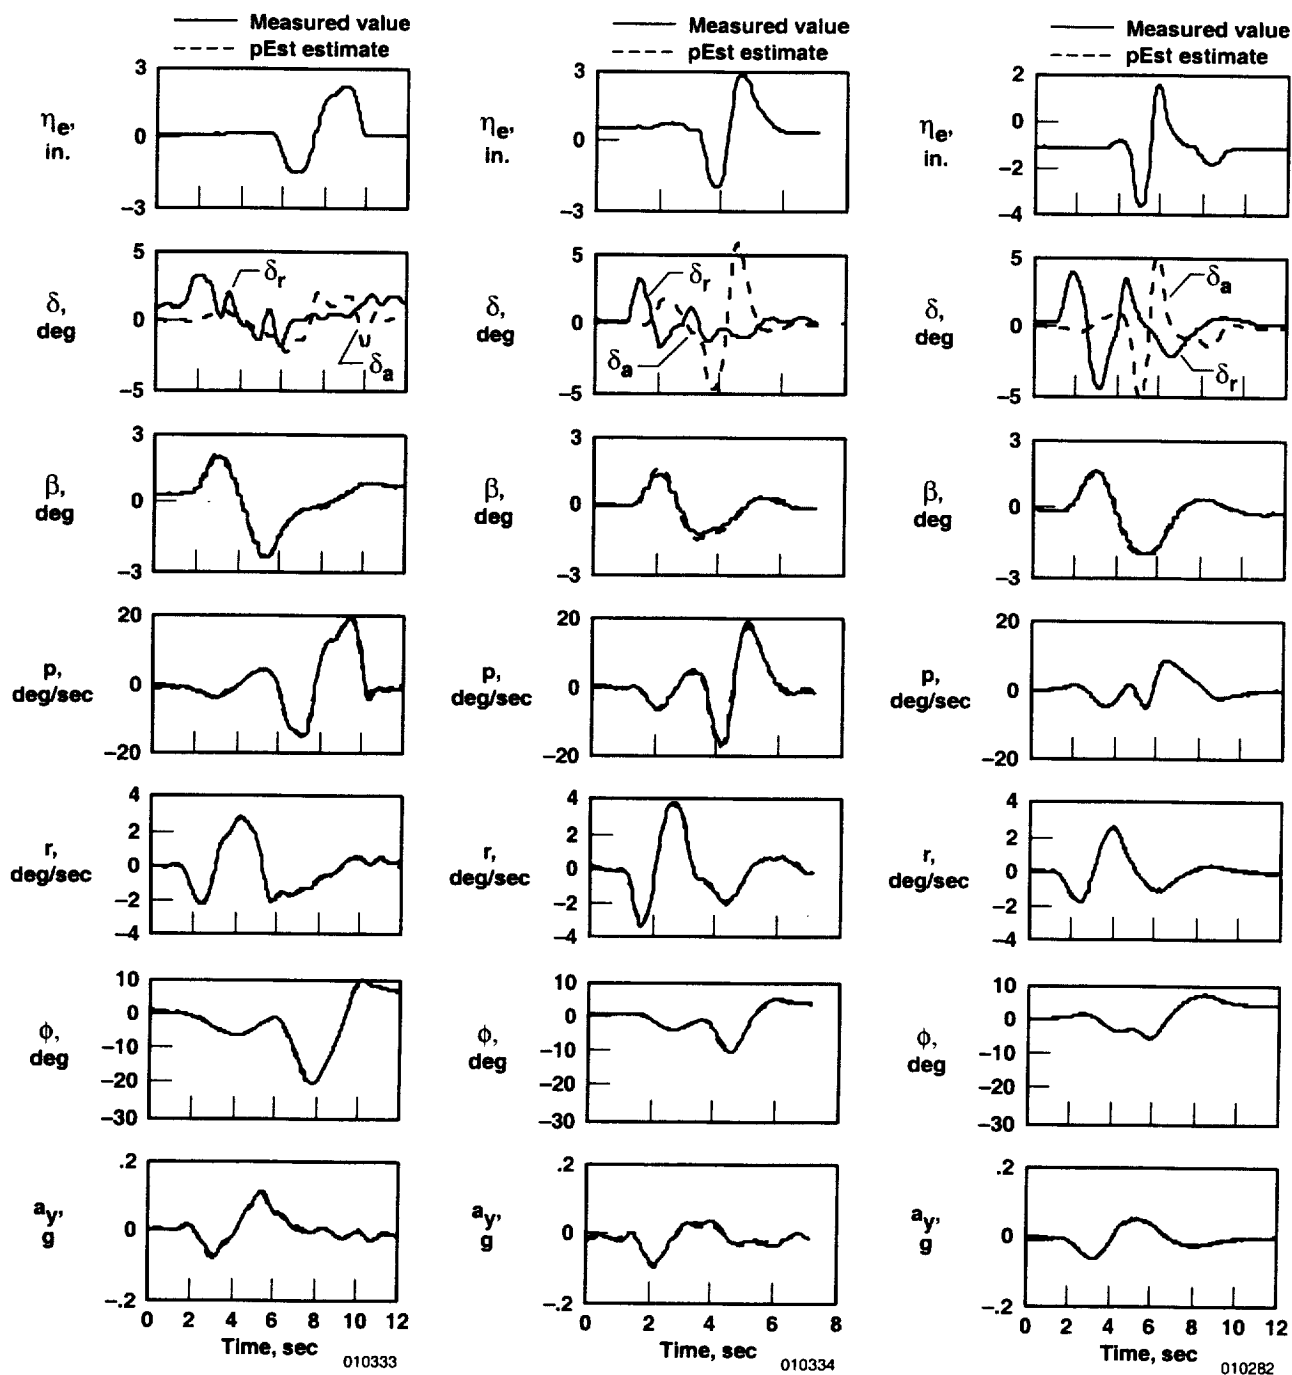 Measured value
pEst estimate
3
ηe,
in.
0
−3
5
δr
δ,
deg
0
δa
−5
3
β,
deg
0
−3
20
p,
deg/sec
0
−20
4
2
r,
deg/sec
0
−2
−4
10
0
φ,
deg
−10
−20
−30
.2
ay,
g
0
−.2
0 2 4 6 8 10 12
Time, sec
010333
Measured value
pEst estimate
3
ηe,
in.
0
−3
5
δr
δ,
deg
0
δa
−5
3
β,
deg
0
−3
20
p,
deg/sec
0
−20
4
2
r,
deg/sec
0
−2
−4
10
0
φ,
deg
−10
−20
−30
.2
ay,
g
0
−.2
0 2 4 6 8
Time, sec
010334
Measured value
pEst estimate
2
ηe,
in.
0
−2
−4
5
δa
δ,
deg
0
δr
−5
3
β,
deg
0
−3
20
p,
deg/sec
0
−20
4
2
r,
deg/sec
0
−2
−4
10
0
φ,
deg
−10
−20
−30
.2
ay,
g
0
−.2
0 2 4 6 8 10 12
Time, sec
010282